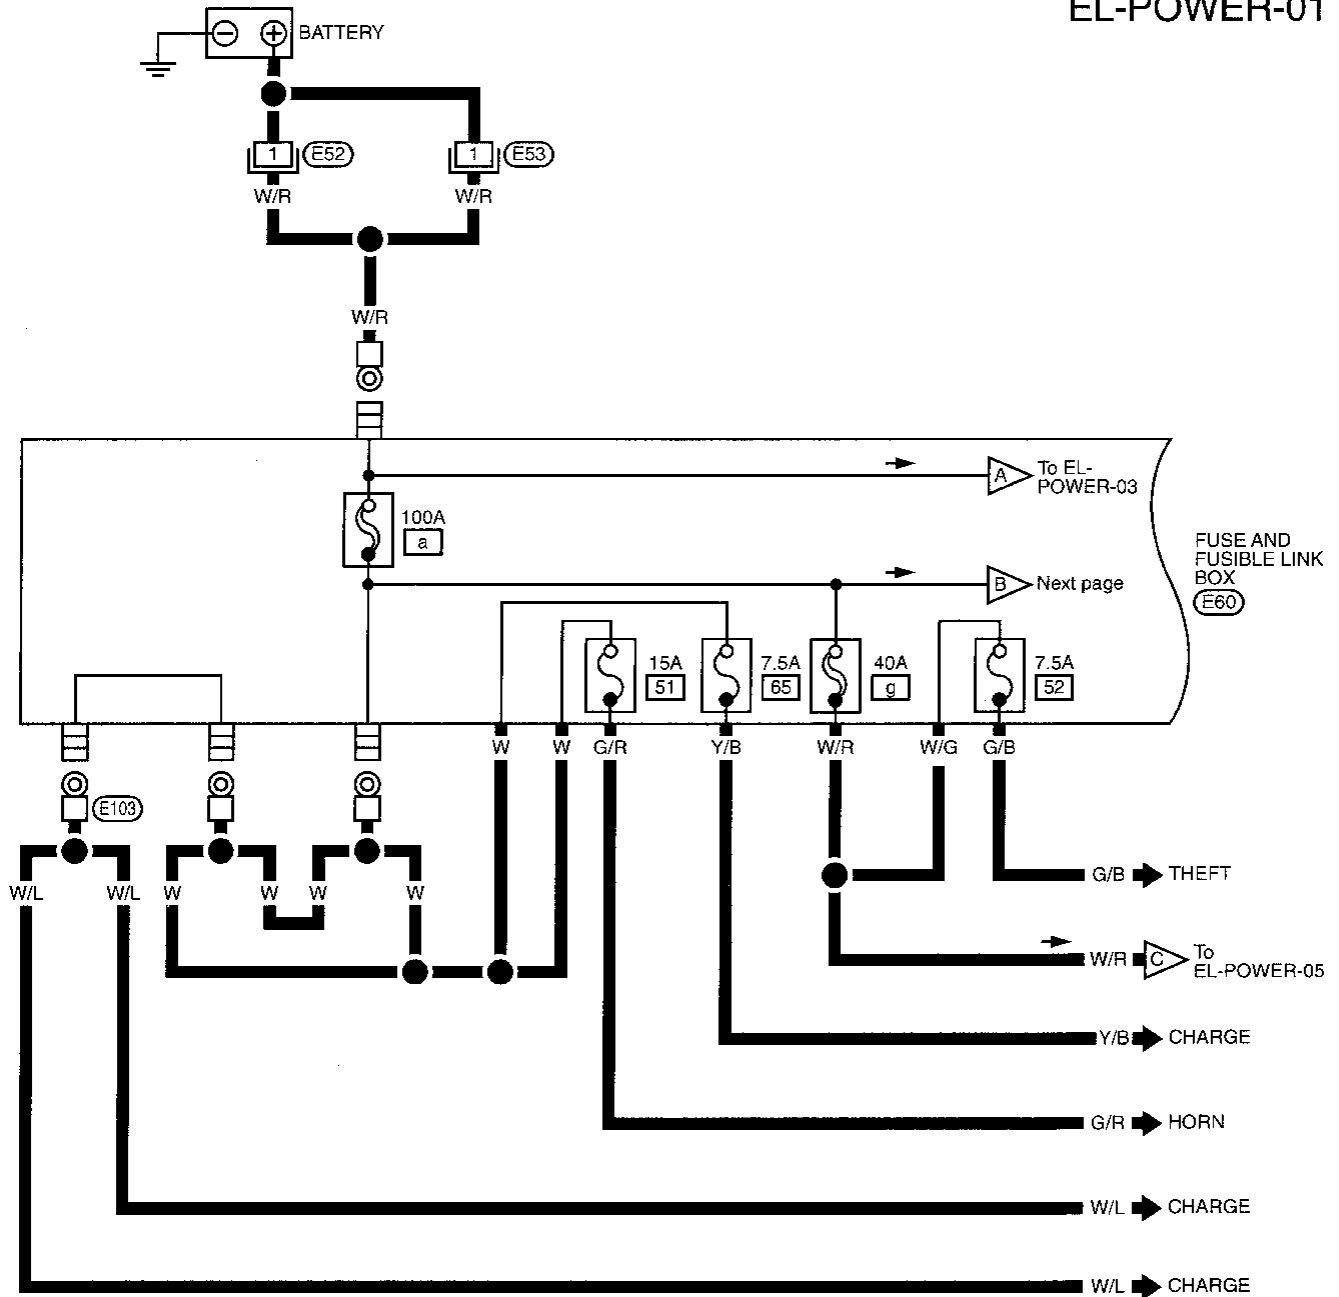 EL-POWER-01
− + BATTERY
1 E52 1 E53
W/R W/R
W/R
A To EL-
POWER-03
100A
a
FUSE AND
FUSIBLE LINK
BOX
E60
B Next page
15A 7.5A 40A 7.5A
51 65 g 52
W W G/R Y/B W/R W/G G/B
E103
G/B THEFT
W/L W/L W W W W
W/R C To
EL-POWER-05
Y/B CHARGE
G/R HORN
W/L CHARGE
W/L CHARGE